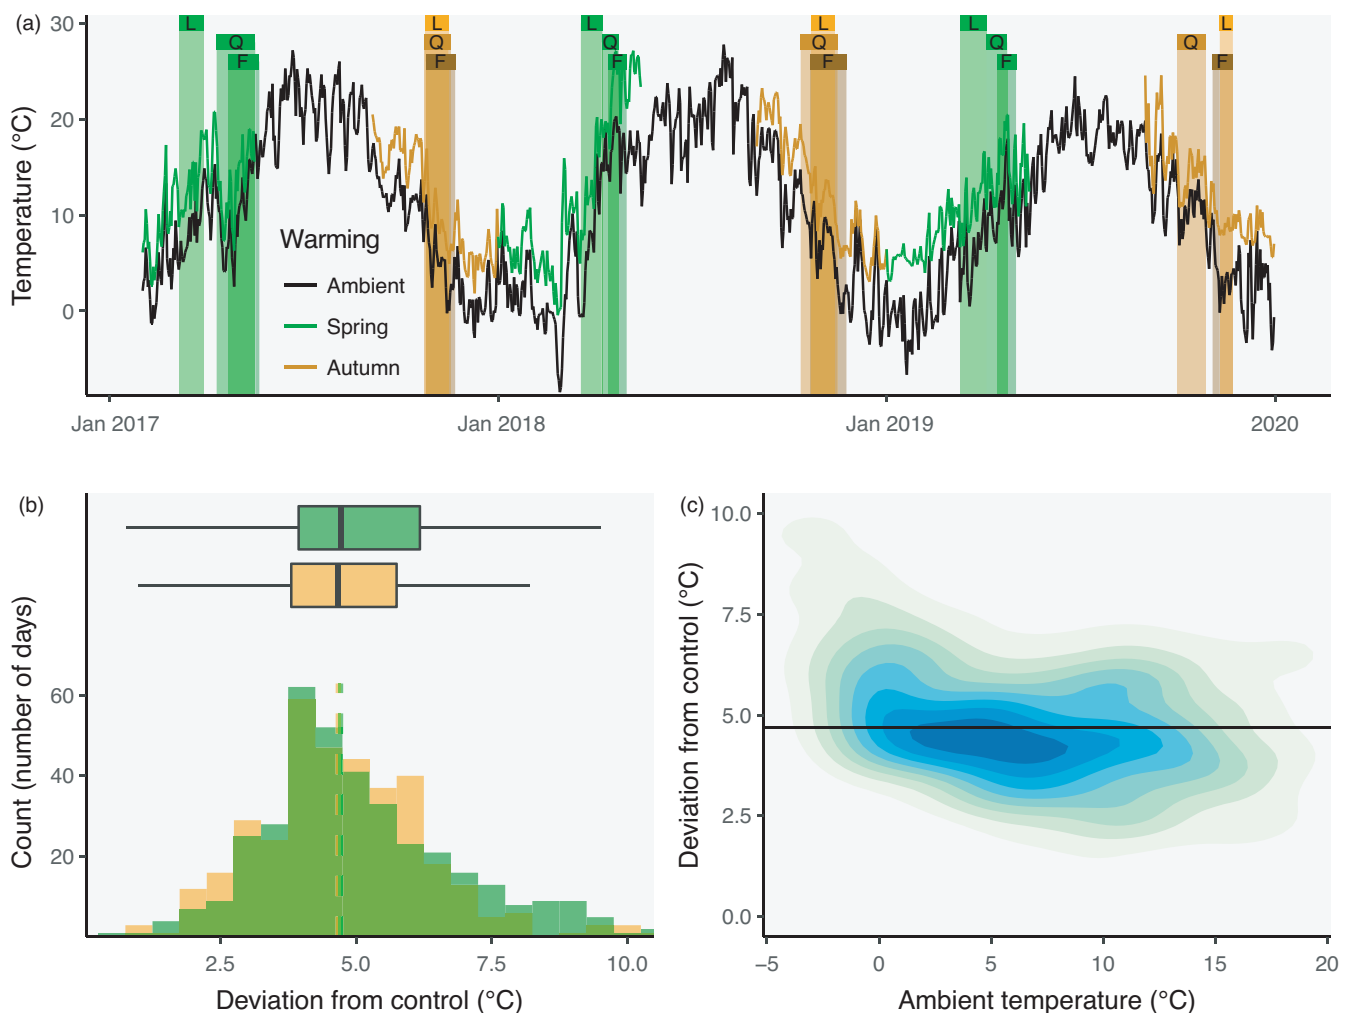 (a)
30
20
10
0
Temperature (°C)
L
Q
F
L
Q
F
L
Q
F
L
Q
F
L
Q
F
Q
F
L
Warming
Ambient
Spring
Autumn
Jan 2017
Jan 2018
Jan 2019
2020
(b)
60
40
20
Count (number of days)
2.5
5.0
7.5
10.0
Deviation from control (°C)
(c)
10.0
7.5
5.0
2.5
0.0
Deviation from control (°C)
−5
0
5
10
15
20
Ambient temperature (°C)